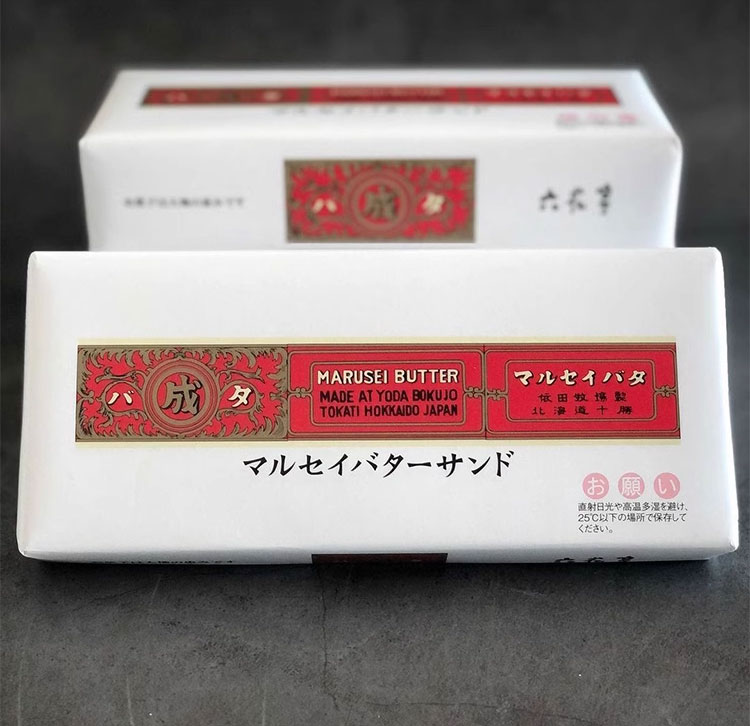 バ 成 タ
六花亭
バ 成 タ
MARUSEI BUTTER
MADE AT YODA BOKUJO
TOKATI HOKKAIDO JAPAN
マルセイバタ
依田牧場製
北海道十勝
マルセイバターサンド
お願い
直射日光や高温多湿を避け、
25℃以下の場所で保存して
ください。